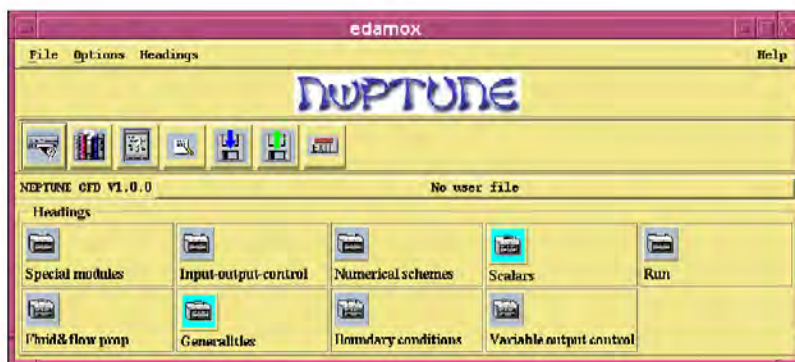 edamox
File Options Headings Help
NEPTUNE
EXIT
NEPTUNE CFD V1.0.0 No user file
Headings
Special modules Input-output-control Numerical schemes Scalars Run
Fluid&flow prop Generalities Boundary conditions Variable output control